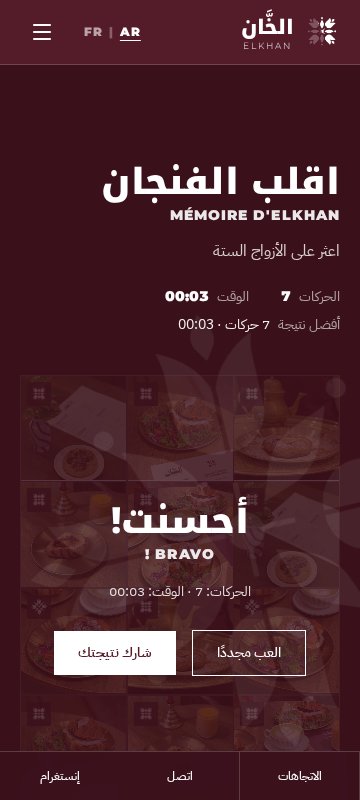 الخَّان
ELKHAN
FR | AR
اقلب الفنجان
MÉMOIRE D'ELKHAN
اعثر على الأزواج الستة
الحركات 7 الوقت 00:03
أفضل نتيجة 7 حركات · 00:03
أحسنت!
BRAVO !
الحركات: 7 · الوقت: 00:03
العب مجددًا
شارك نتيجتك
الاتجاهات
اتصل
إنستغرام